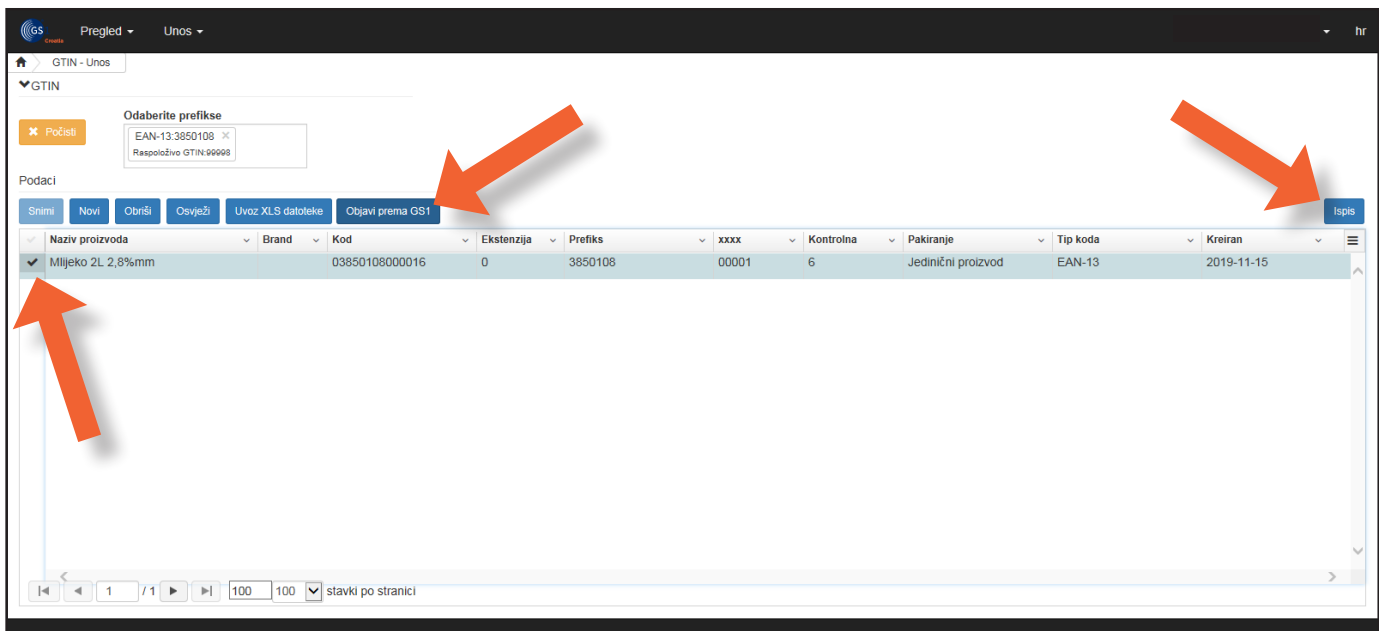 GS Croatia Pregled Unos hr
GTIN - Unos
GTIN
Odaberite prefikse
Počisti
EAN-13:3850108 ×
Raspoloživo GTIN:99998
Podaci
Snimi Novi Obriši Osvježi Uvoz XLS datoteke Objavi prema GS1 Ispis
Naziv proizvoda Brand Kod Ekstenzija Prefiks xxxx Kontrolna Pakiranje Tip koda Kreiran
Mlijeko 2L 2,8%mm 03850108000016 0 3850108 00001 6 Jedinični proizvod EAN-13 2019-11-15
1 / 1 100 100 stavki po stranici